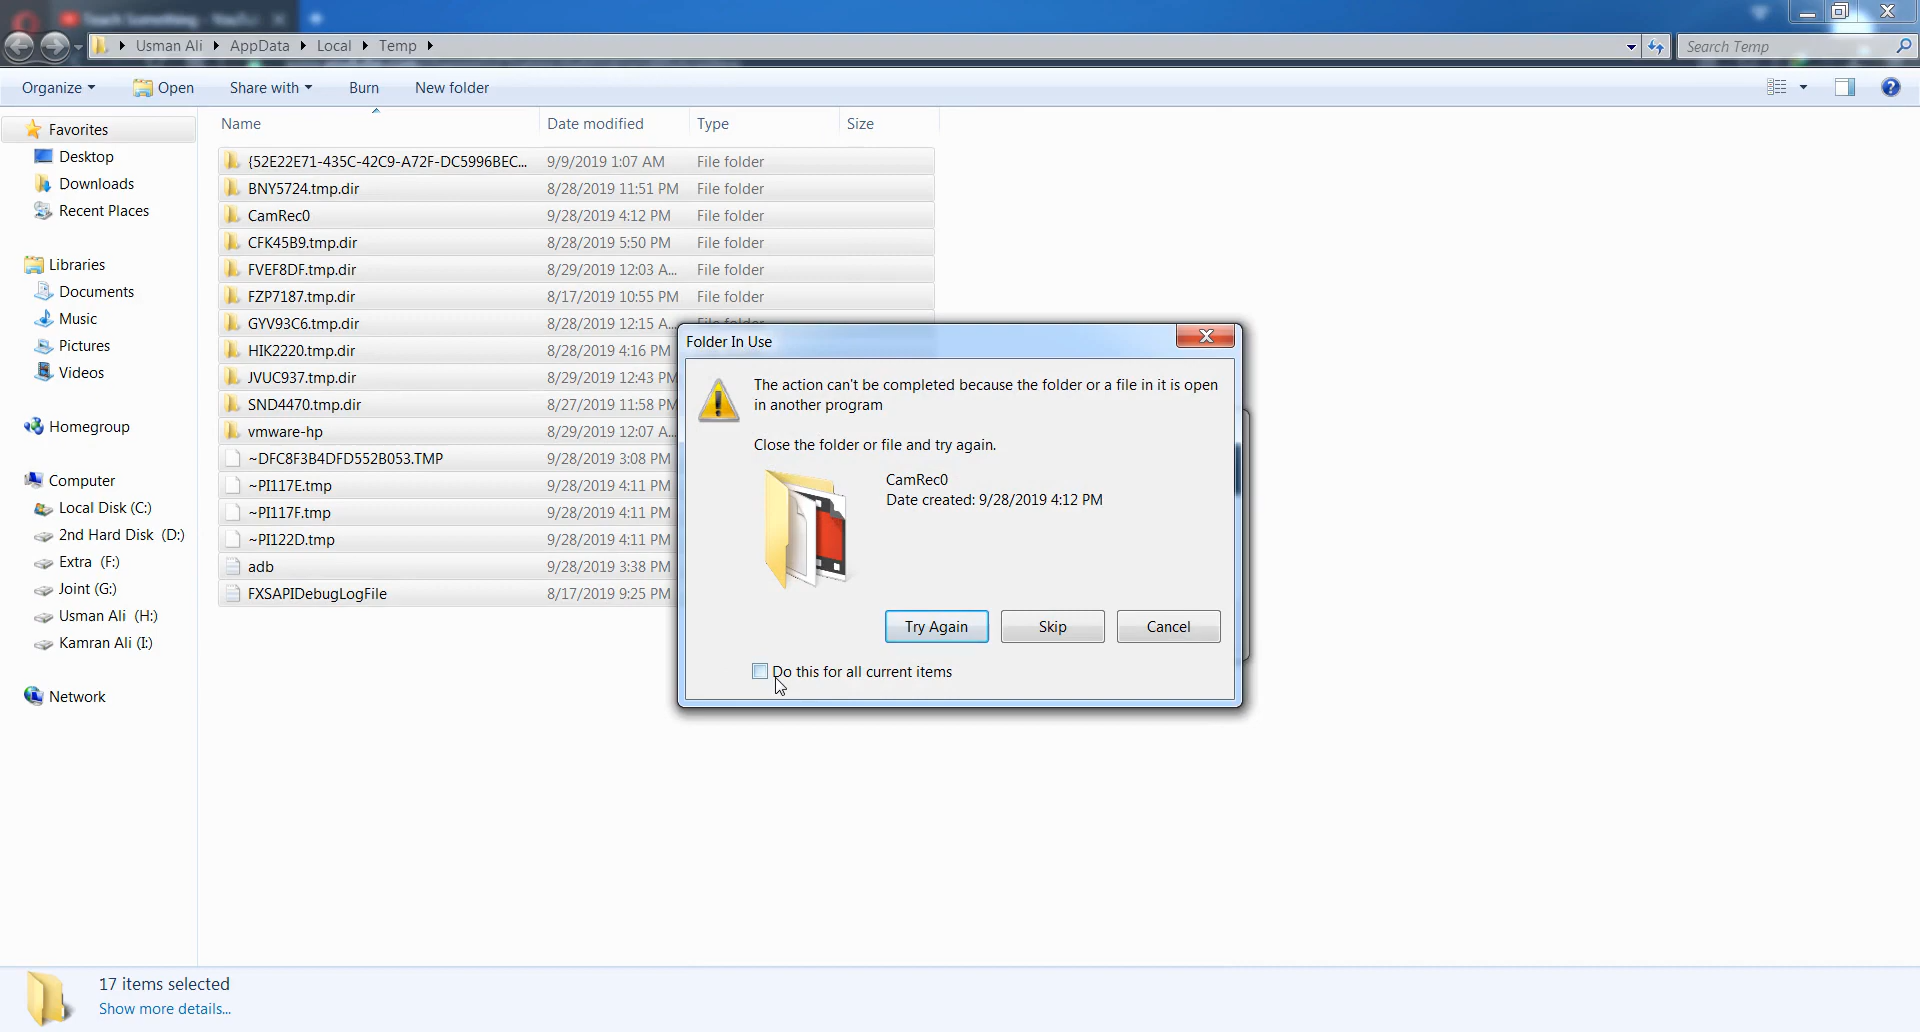 Teach Something - YouTu
Usman Ali AppData Local Temp
Search Temp
Organize Open Share with Burn New folder
Name Date modified Type Size
Favorites
Desktop
Downloads
Recent Places
Libraries
Documents
Music
Pictures
Videos
Homegroup
Computer
Local Disk (C:)
2nd Hard Disk (D:)
Extra (F:)
Joint (G:)
Usman Ali (H:)
Kamran Ali (I:)
Network
{52E22E71-435C-42C9-A72F-DC5996BEC... 9/9/2019 1:07 AM File folder
BNY5724.tmp.dir 8/28/2019 11:51 PM File folder
CamRec0 9/28/2019 4:12 PM File folder
CFK45B9.tmp.dir 8/28/2019 5:50 PM File folder
FVEF8DF.tmp.dir 8/29/2019 12:03 A... File folder
FZP7187.tmp.dir 8/17/2019 10:55 PM File folder
GYV93C6.tmp.dir 8/28/2019 12:15 A... File folder
HIK2220.tmp.dir 8/28/2019 4:16 PM
JVUC937.tmp.dir 8/29/2019 12:43 PM
SND4470.tmp.dir 8/27/2019 11:58 PM
vmware-hp 8/29/2019 12:07 A...
~DFC8F3B4DFD552B053.TMP 9/28/2019 3:08 PM
~PI117E.tmp 9/28/2019 4:11 PM
~PI117F.tmp 9/28/2019 4:11 PM
~PI122D.tmp 9/28/2019 4:11 PM
adb 9/28/2019 3:38 PM
FXSAPIDebugLogFile 8/17/2019 9:25 PM
Folder In Use
The action can't be completed because the folder or a file in it is open
in another program
Close the folder or file and try again.
CamRec0
Date created: 9/28/2019 4:12 PM
Try Again Skip Cancel
Do this for all current items
17 items selected
Show more details...